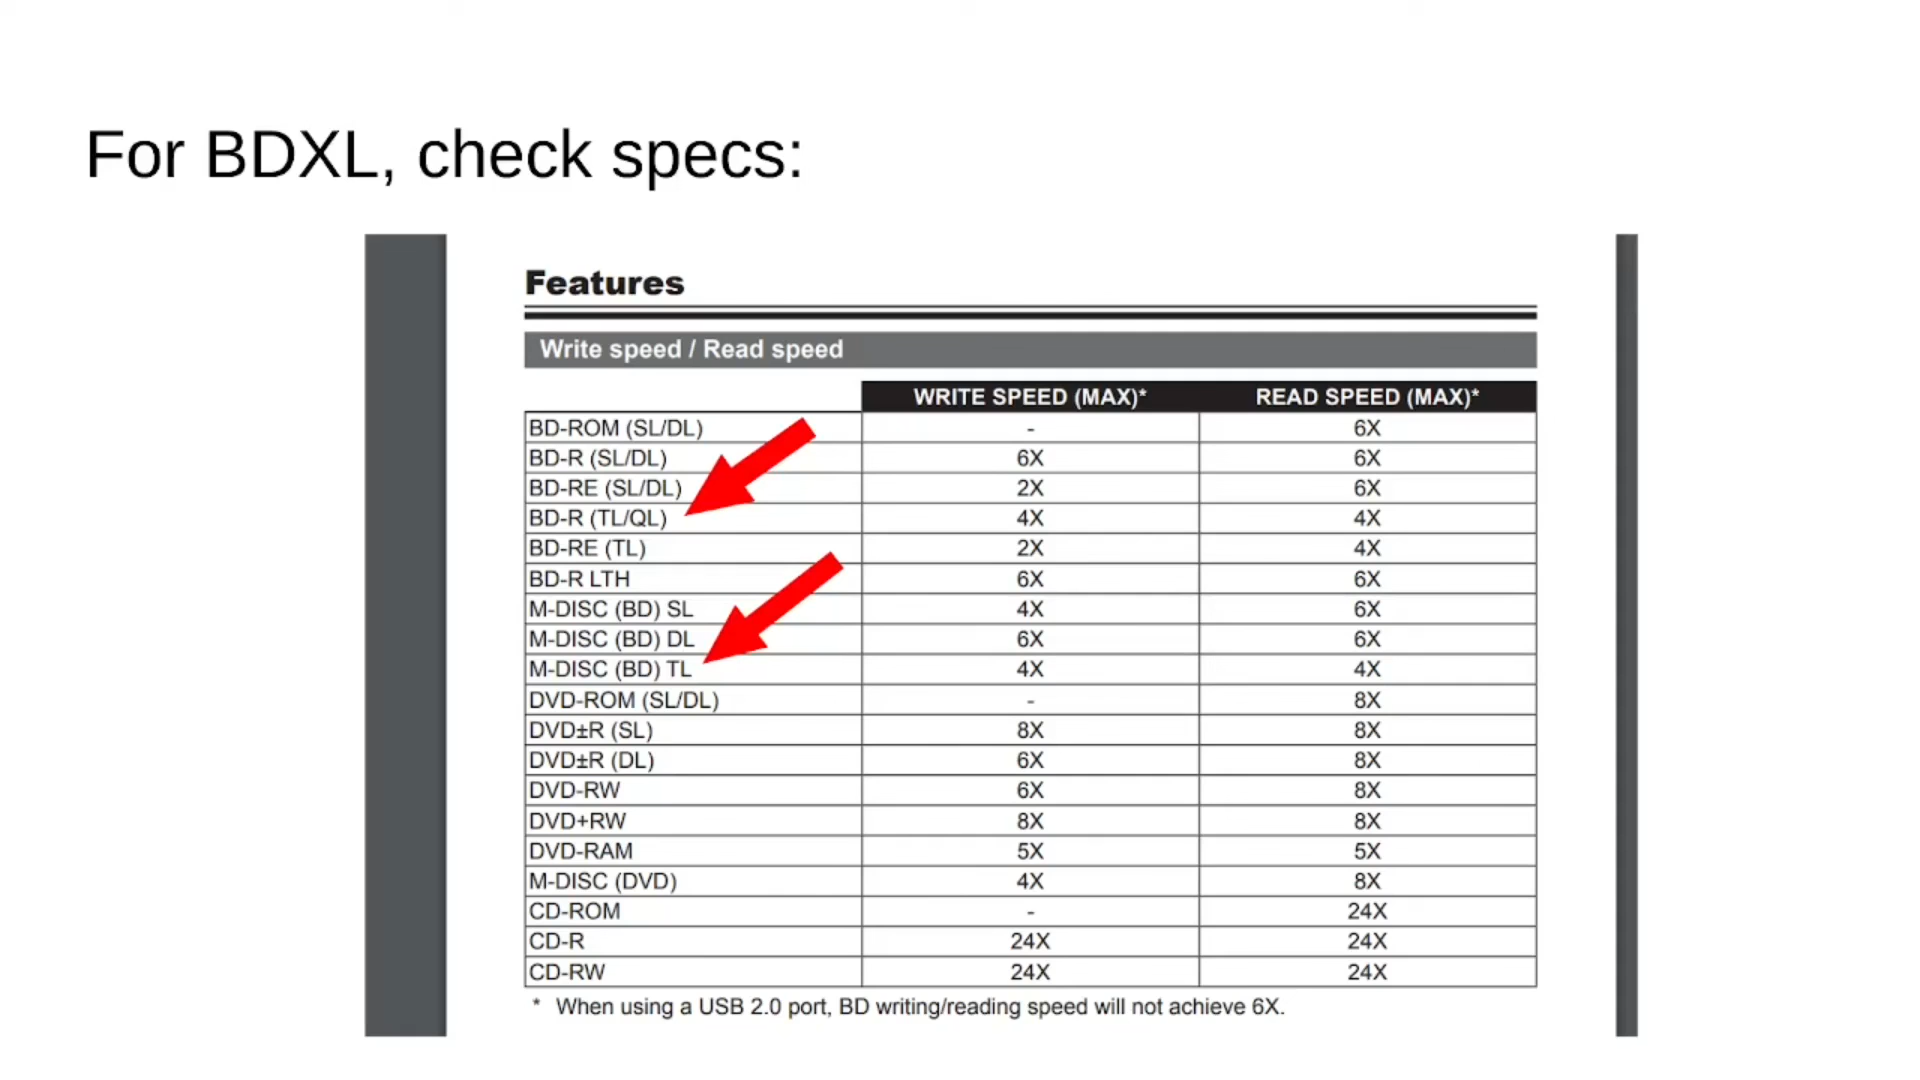 For BDXL, check specs:
Features
Write speed / Read speed
WRITE SPEED (MAX)* READ SPEED (MAX)*
BD-ROM (SL/DL) - 6X
BD-R (SL/DL) 6X 6X
BD-RE (SL/DL) 2X 6X
BD-R (TL/QL) 4X 4X
BD-RE (TL) 2X 4X
BD-R LTH 6X 6X
M-DISC (BD) SL 4X 6X
M-DISC (BD) DL 6X 6X
M-DISC (BD) TL 4X 4X
DVD-ROM (SL/DL) - 8X
DVD±R (SL) 8X 8X
DVD±R (DL) 6X 8X
DVD-RW 6X 8X
DVD+RW 8X 8X
DVD-RAM 5X 5X
M-DISC (DVD) 4X 8X
CD-ROM - 24X
CD-R 24X 24X
CD-RW 24X 24X
* When using a USB 2.0 port, BD writing/reading speed will not achieve 6X.